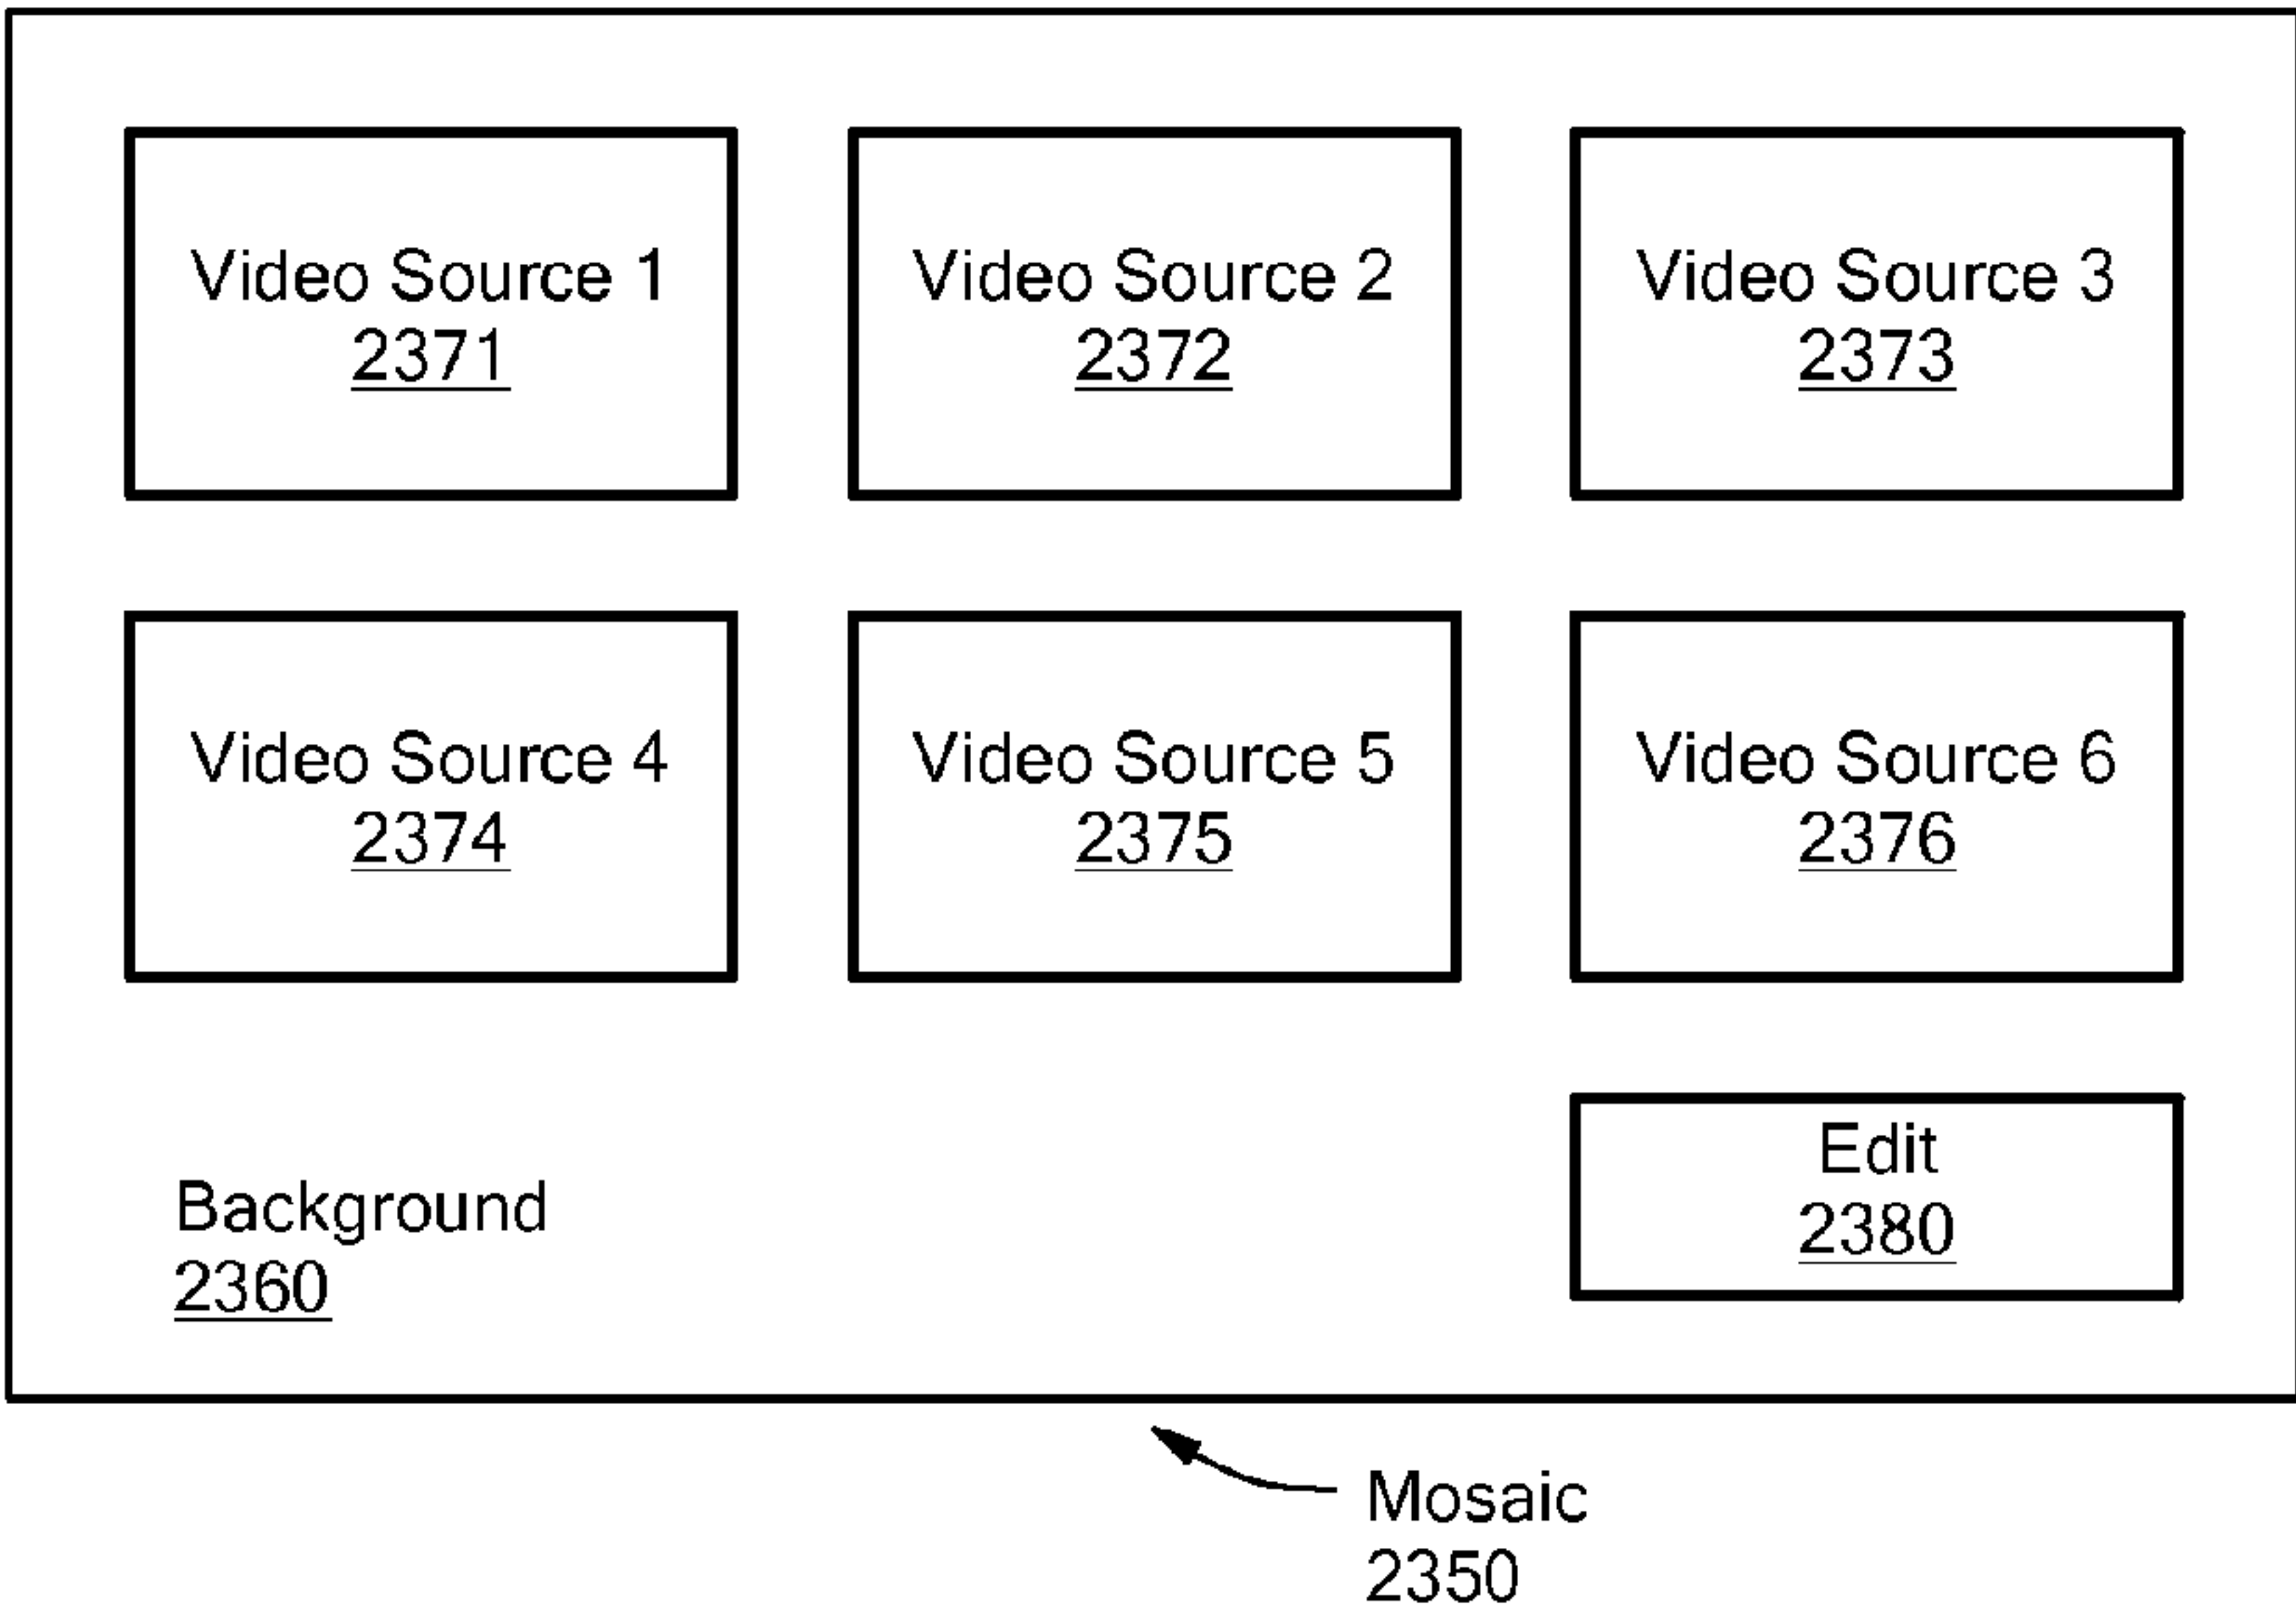 Video Source 1
2371
Video Source 2
2372
Video Source 3
2373
Video Source 4
2374
Video Source 5
2375
Video Source 6
2376
Edit
2380
Background
2360
Mosaic
2350